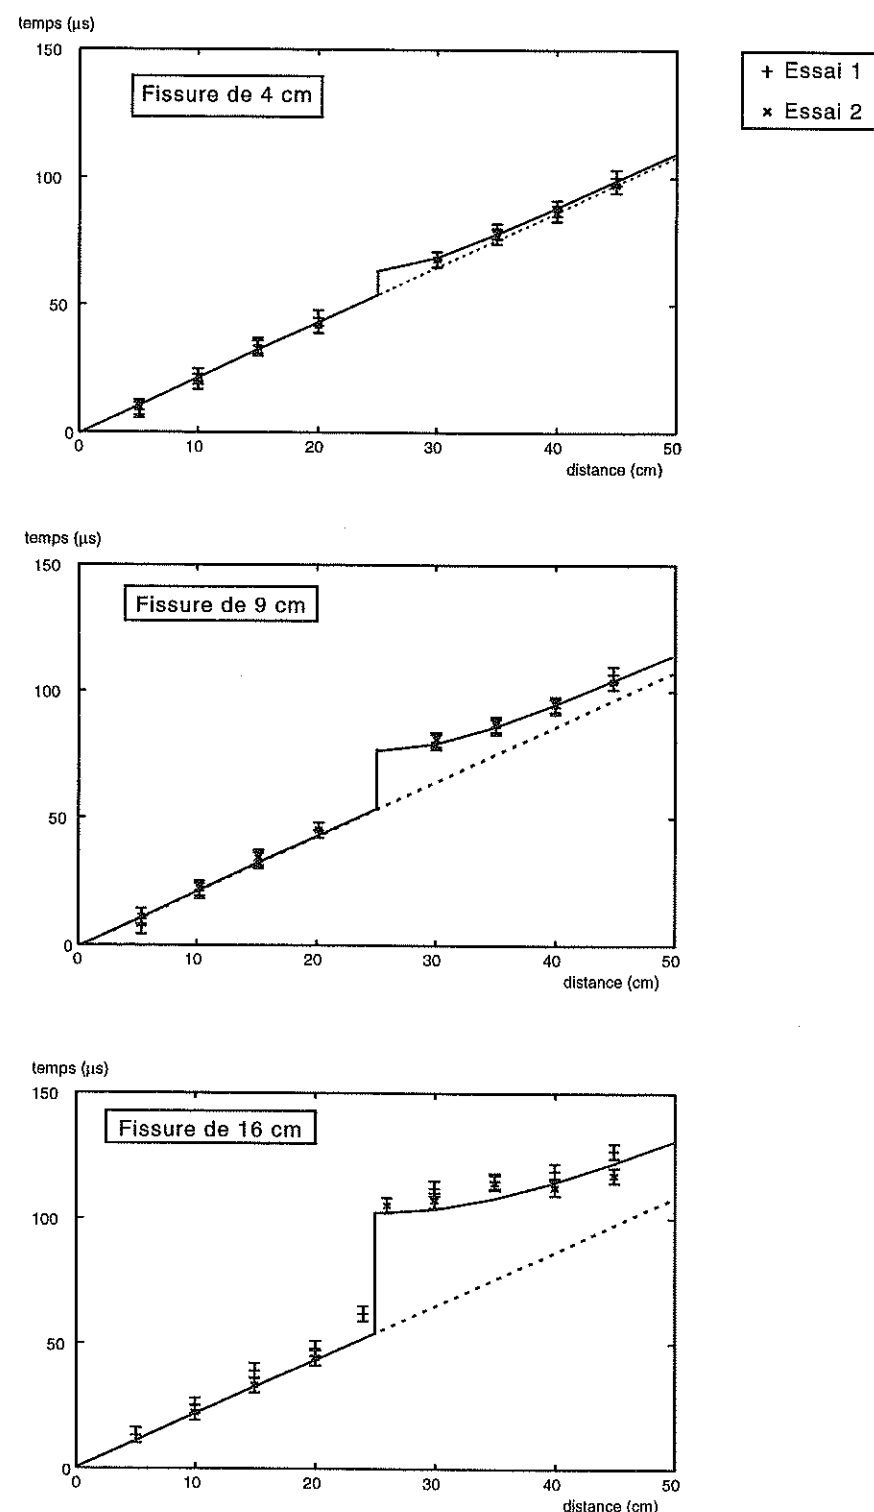 temps (µs)
150
Fissure de 4 cm
+ Essai 1
× Essai 2
100
50
0
0 10 20 30 40 50
distance (cm)
temps (µs)
150
Fissure de 9 cm
100
50
0
0 10 20 30 40 50
distance (cm)
temps (µs)
150
Fissure de 16 cm
100
50
0
0 10 20 30 40 50
distance (cm)